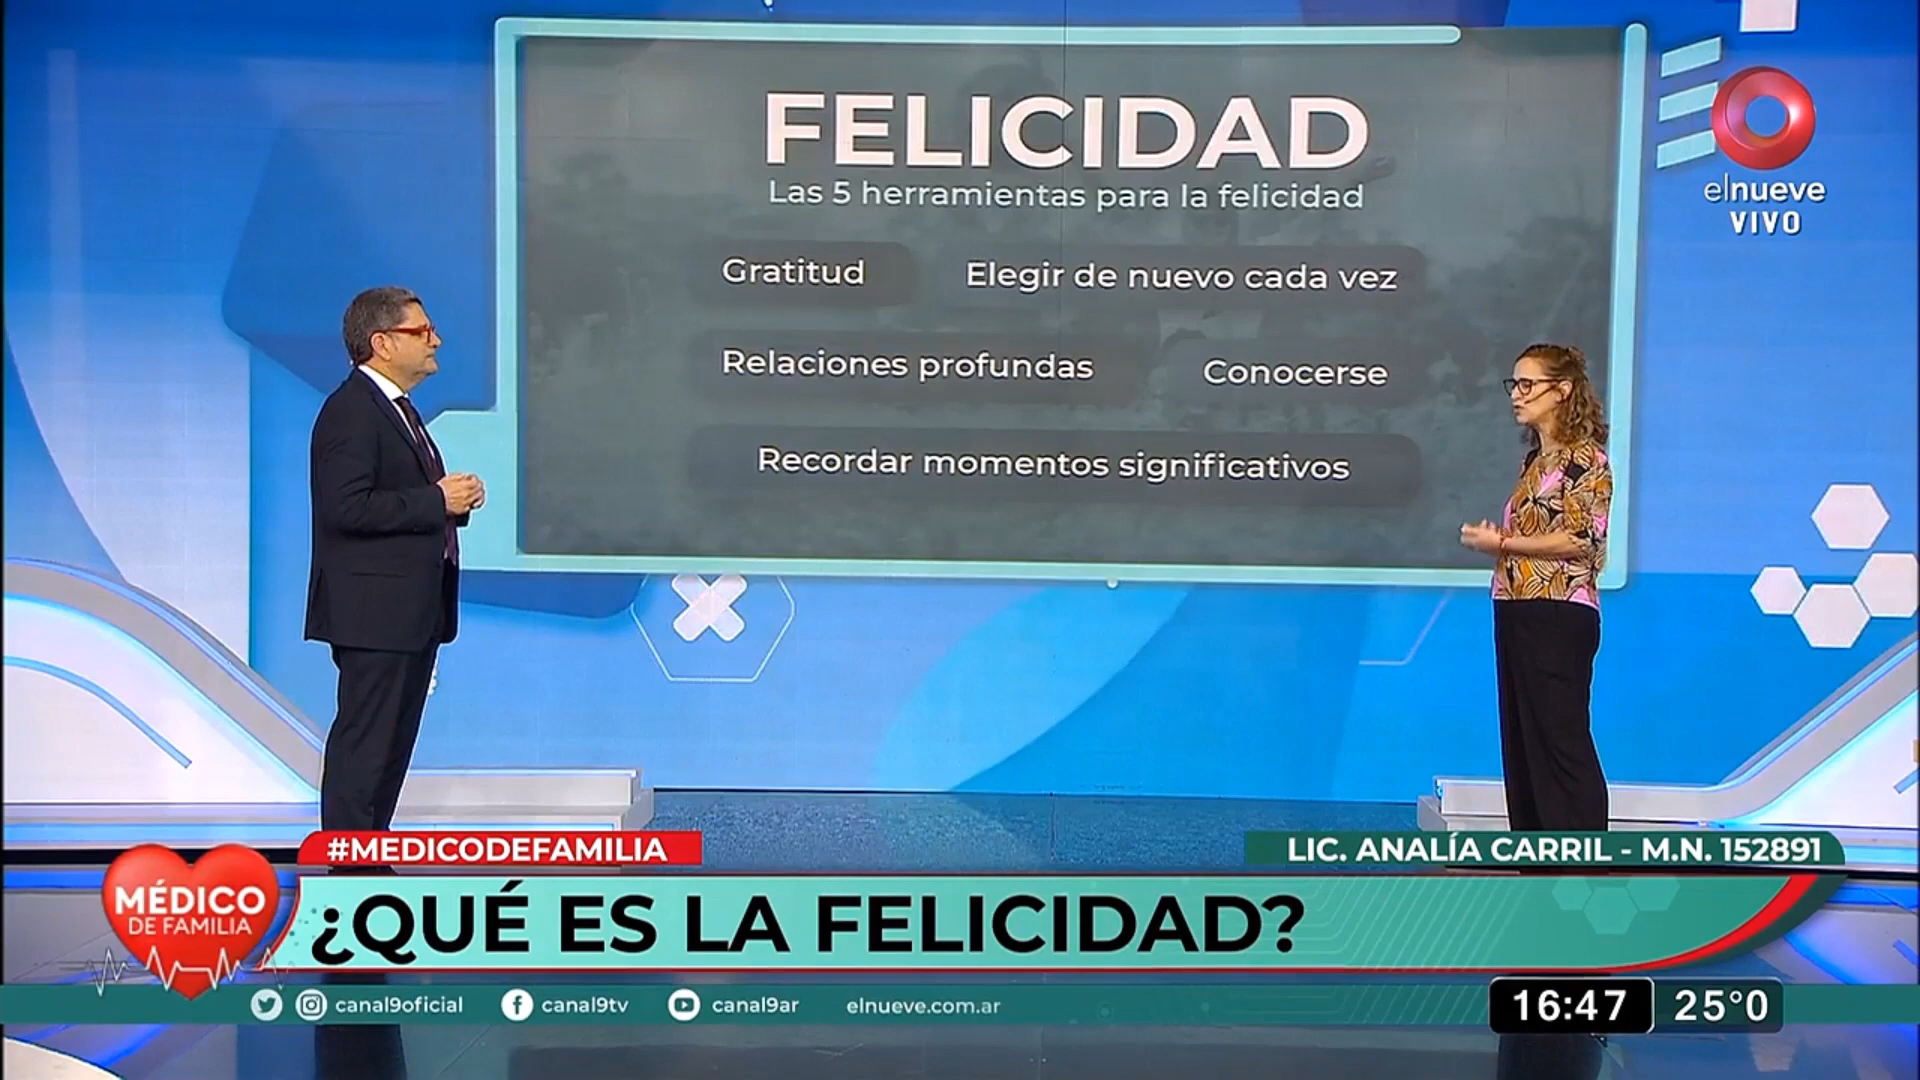 FELICIDAD
Las 5 herramientas para la felicidad
Gratitud
Elegir de nuevo cada vez
Relaciones profundas
Conocerse
Recordar momentos significativos
elnueve
VIVO
#MEDICODEFAMILIA
LIC. ANALÍA CARRIL - M.N. 152891
MÉDICO
DE FAMILIA
¿QUÉ ES LA FELICIDAD?
canal9oficial
canal9tv
canal9ar
elnueve.com.ar
16:47
25°0